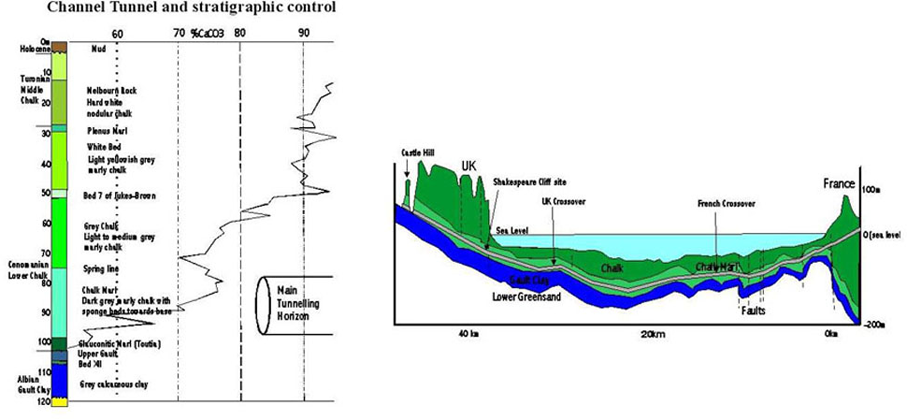 Channel Tunnel and stratigraphic control
60 70 %CaCO3 80 90
0m
Holocene
Mud
10
Turonian
Middle
Chalk
Melbourn Rock
20
Hard white
nodular chalk
30
Plenus Marl
White Bed
40
Light yellowish grey
marly chalk
50
Bed 7 of Jukes-Brown
60
Grey Chalk
Light to medium grey
marly chalk
70
Cenomanian
Lower Chalk
Spring line
80
Chalk Marl
Dark grey marly chalk with
sponge beds towards base
90
100
Glauconitic Marl (Tourtia)
Upper Gault
Bed XII
110
Albian
Gault Clay
Grey calcareous clay
120
Main
Tunnelling
Horizon
Castle Hill
UK
Shakespeare Cliff site
UK Crossover
French Crossover
France
100m
0(sea level
Sea Level
Chalk
Chalk Marl
Gault Clay
Lower Greensand
Faults
-200m
40 km
20km
0km